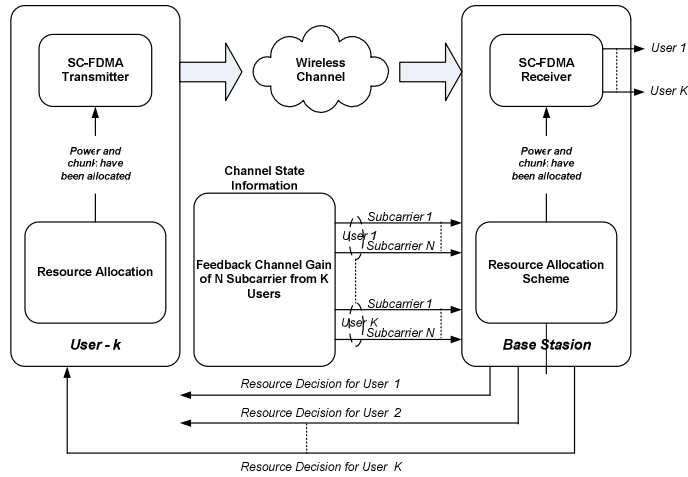 SC-FDMA
Transmitter
Power and
chunk have
been allocated
Resource Allocation
User - k
Wireless
Channel
Channel State
Information
Feedback Channel Gain
of N Subcarrier from K
Users
Subcarrier 1
User 1
Subcarrier N
Subcarrier 1
User K
Subcarrier N
SC-FDMA
Receiver
User 1
User K
Power and
chunk have
been allocated
Resource Allocation
Scheme
Base Stasion
Resource Decision for User 1
Resource Decision for User 2
Resource Decision for User K